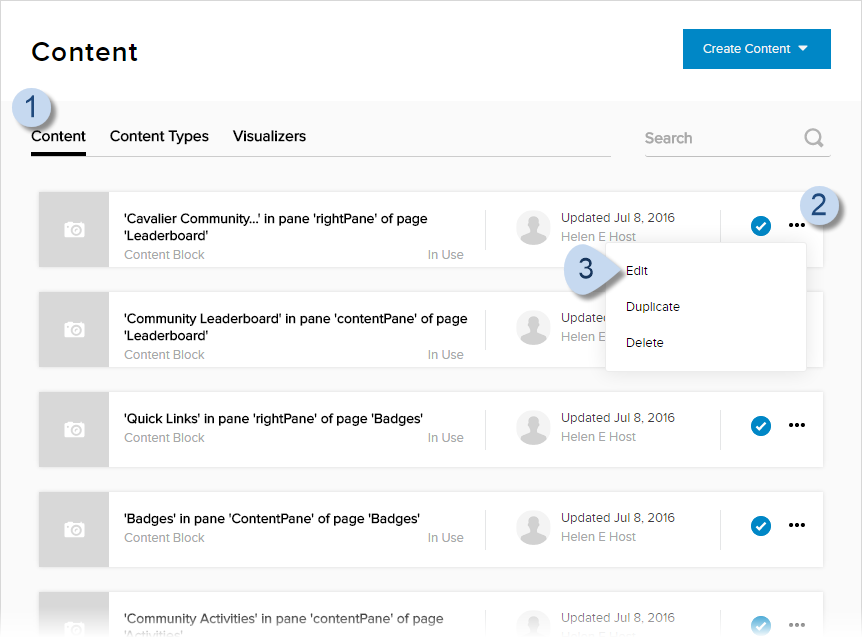 Content
Create Content
1
Content Content Types Visualizers
Search
2
'Cavalier Community...' in pane 'rightPane' of page
'Leaderboard'
Content Block
In Use
Updated Jul 8, 2016
Helen E Host
3
Edit
Duplicate
Delete
'Community Leaderboard' in pane 'contentPane' of page
'Leaderboard'
Content Block
In Use
Update
Helen E
'Quick Links' in pane 'rightPane' of page 'Badges'
Content Block
In Use
Updated Jul 8, 2016
Helen E Host
'Badges' in pane 'ContentPane' of page 'Badges'
Content Block
In Use
Updated Jul 8, 2016
Helen E Host
'Community Activities' in pane 'contentPane' of page
'Activities'
Updated Jul 8, 2016
Helen E Host